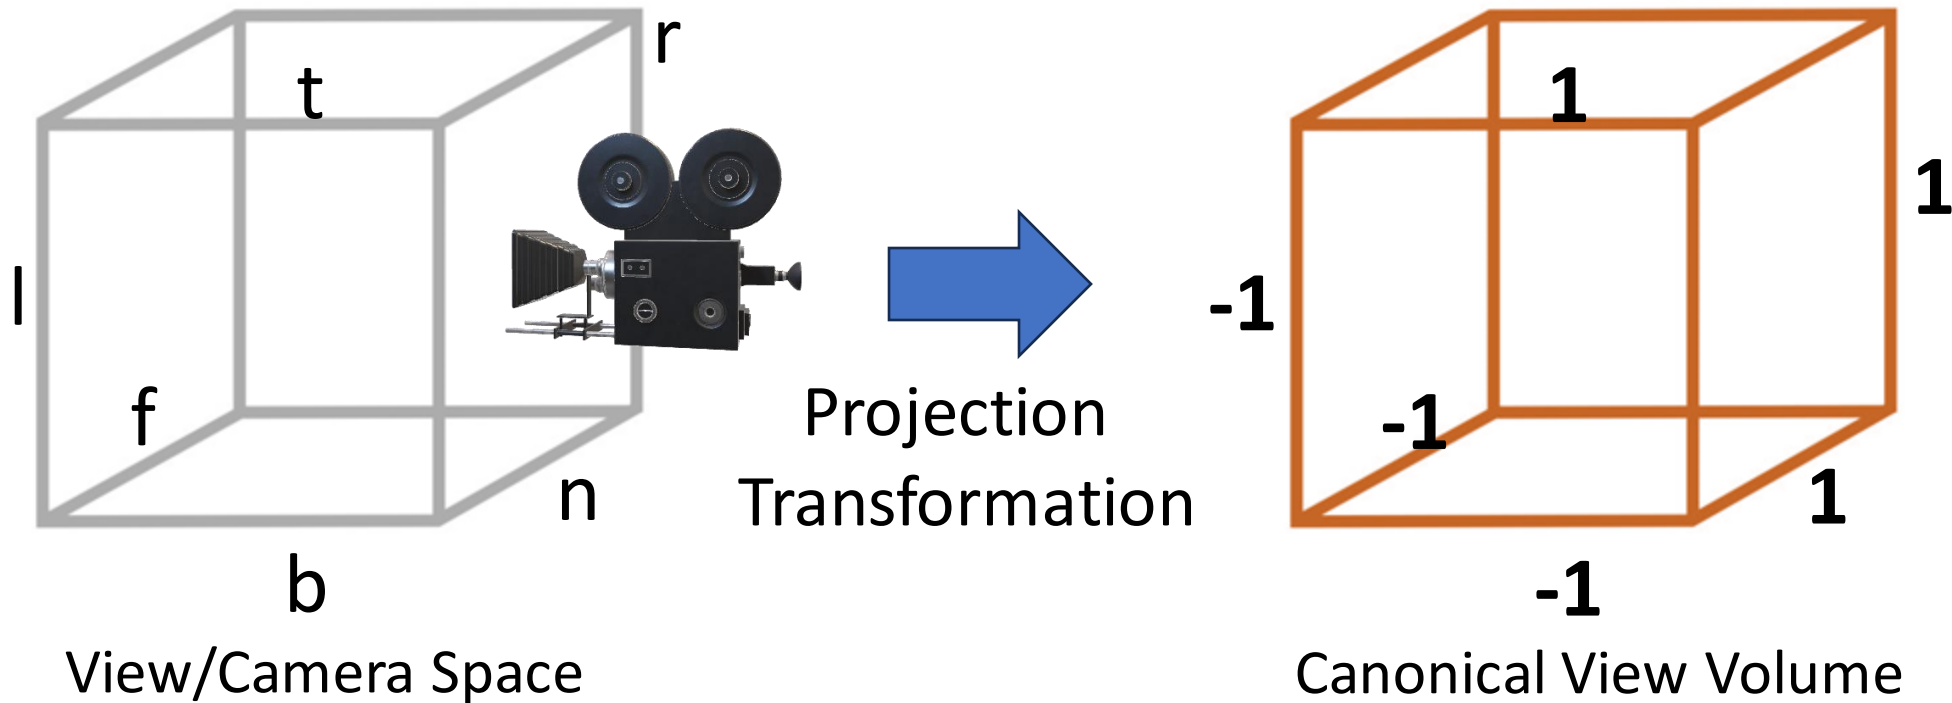 r
t
l
f
n
b
View/Camera Space
Projection
Transformation
1
1
-1
-1
1
-1
Canonical View Volume